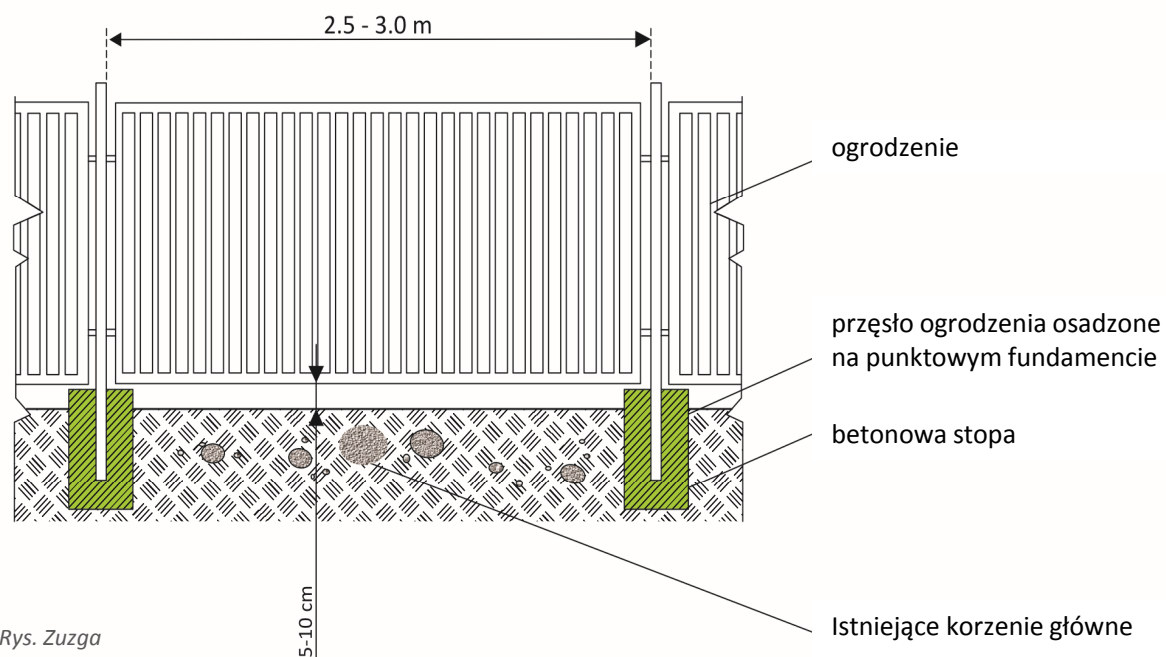 2.5 - 3.0 m
ogrodzenie
przęsło ogrodzenia osadzone
na punktowym fundamencie
betonowa stopa
5-10 cm
Istniejące korzenie główne
Rys. Zuzga